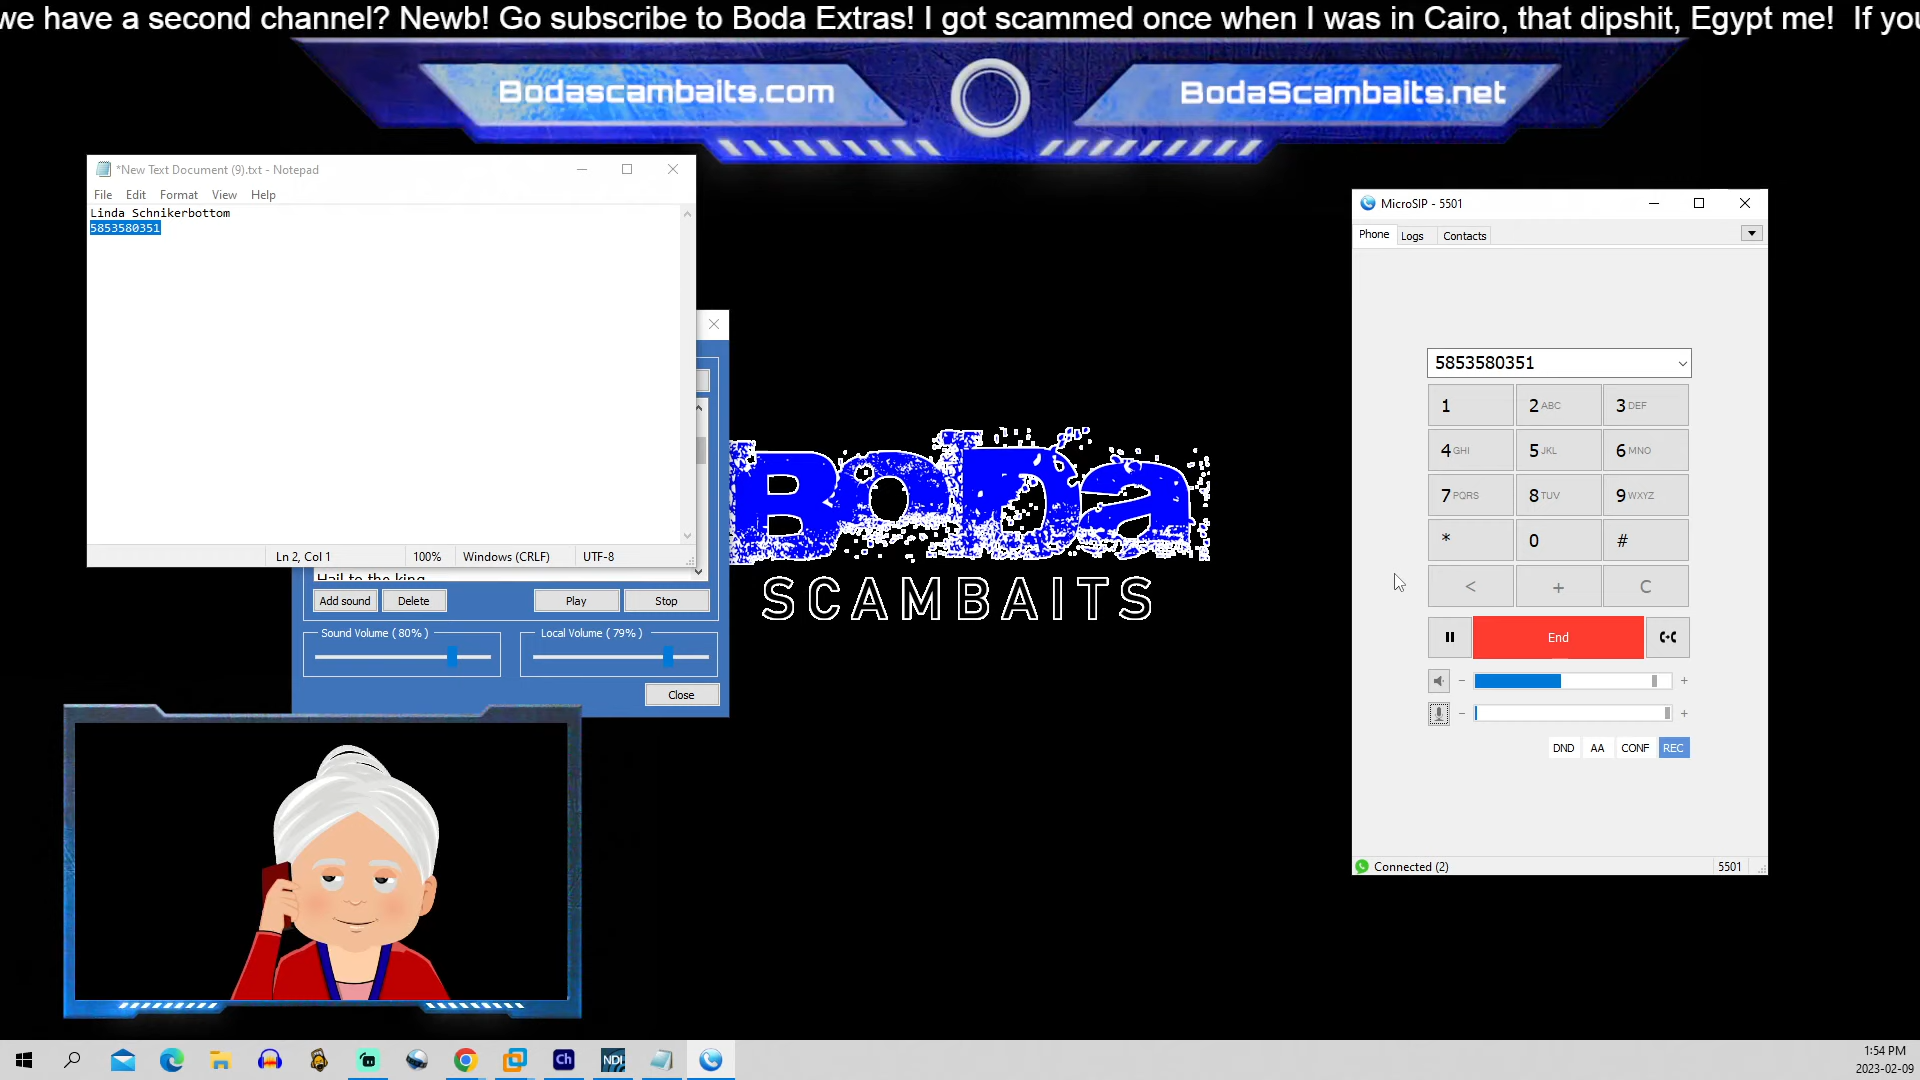 we have a second channel? Newb! Go subscribe to Boda Extras! I got scammed once when I was in Cairo, that dipshit, Egypt me! If you
Bodascambaits.com
BodaScambaits.net
*New Text Document (9).txt - Notepad
File Edit Format View Help
Linda Schnikerbottom
5853580351
Ln 2, Col 1 100% Windows (CRLF) UTF-8
Hail to the king
Add sound Delete Play Stop
Sound Volume ( 80% ) Local Volume ( 79% )
Close
BoDa
SCAMBAITS
MicroSIP - 5501
Phone Logs Contacts
5853580351
1 2 ABC 3 DEF
4 GHI 5 JKL 6 MNO
7 PQRS 8 TUV 9 WXYZ
* 0 #
< + C
End
- +
- +
DND AA CONF REC
Connected (2) 5501
Ch NDI
1:54 PM
2023-02-09